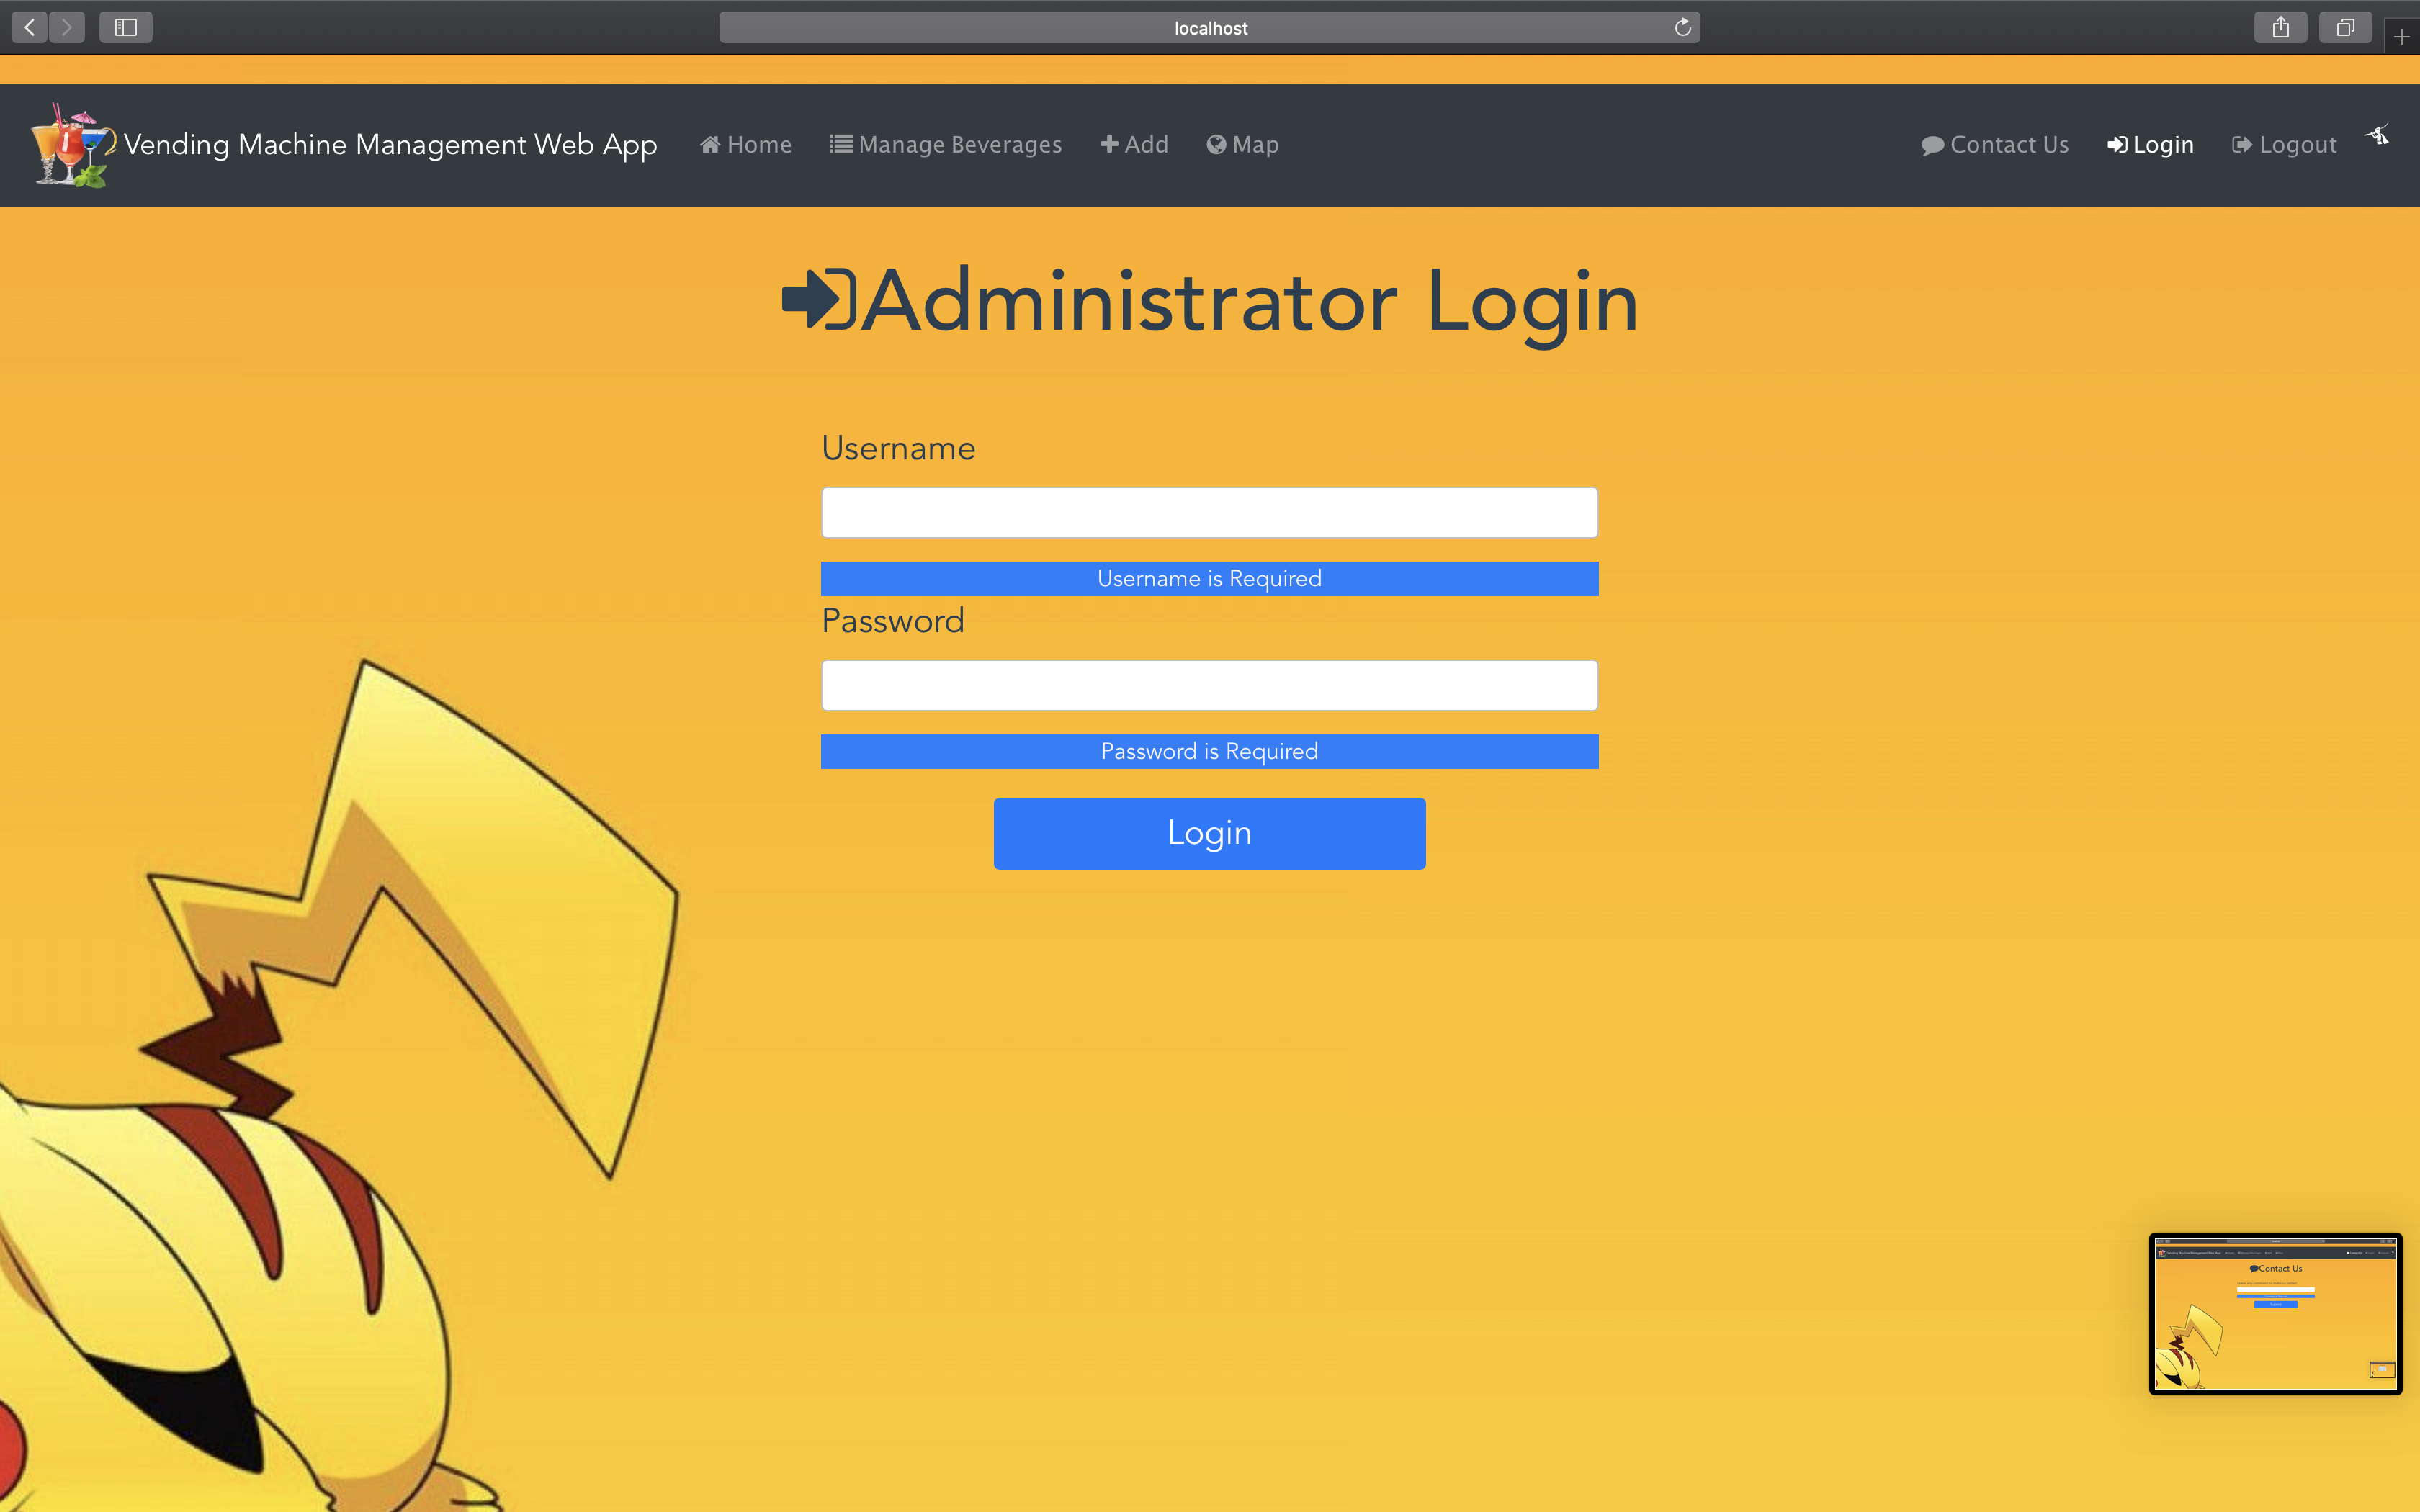 localhost
Vending Machine Management Web App
Home
Manage Beverages
Add
Map
Contact Us
Login
Logout
Administrator Login
Username
Username is Required
Password
Password is Required
Login
Contact Us